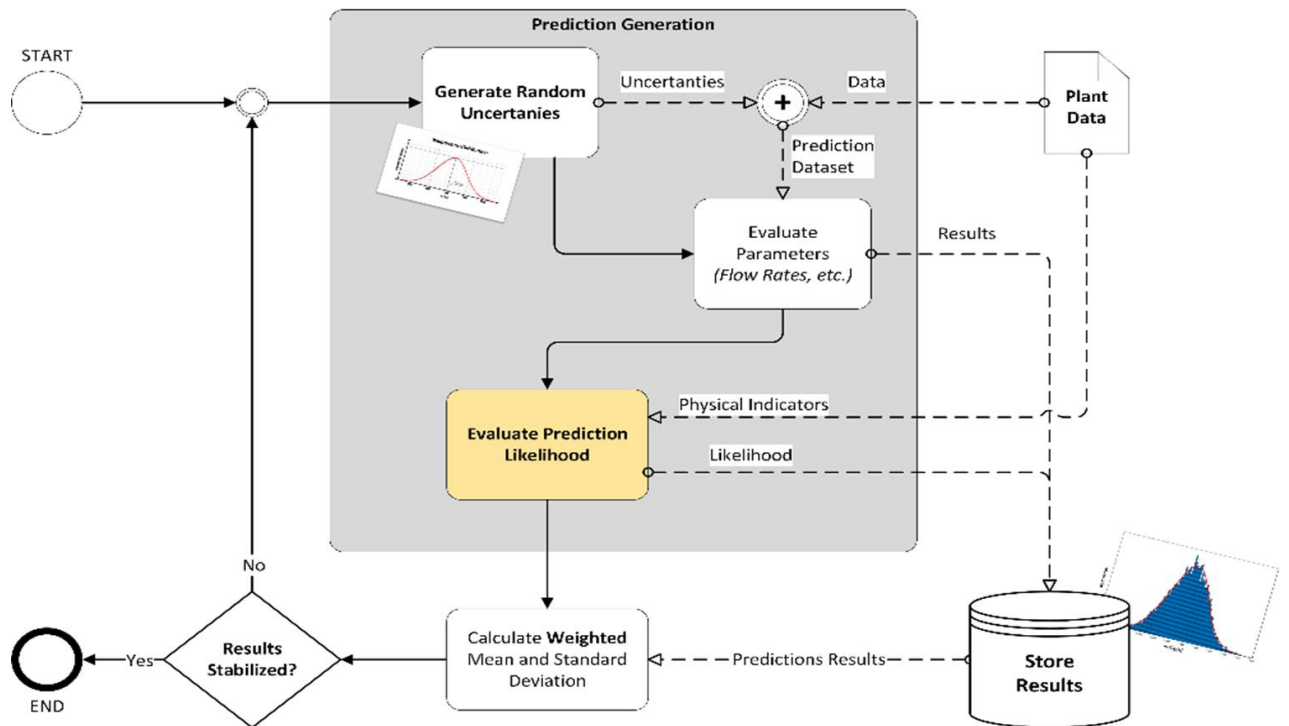 Prediction Generation
START
Generate Random
Uncertanties
Uncertanties
+
Data
Plant
Data
Prediction
Dataset
Evaluate
Parameters
(Flow Rates, etc.)
Results
Physical Indicators
Evaluate Prediction
Likelihood
Likelihood
No
Results
Stabilized?
Yes
END
Calculate Weighted
Mean and Standard
Deviation
Predictions Results
Store
Results